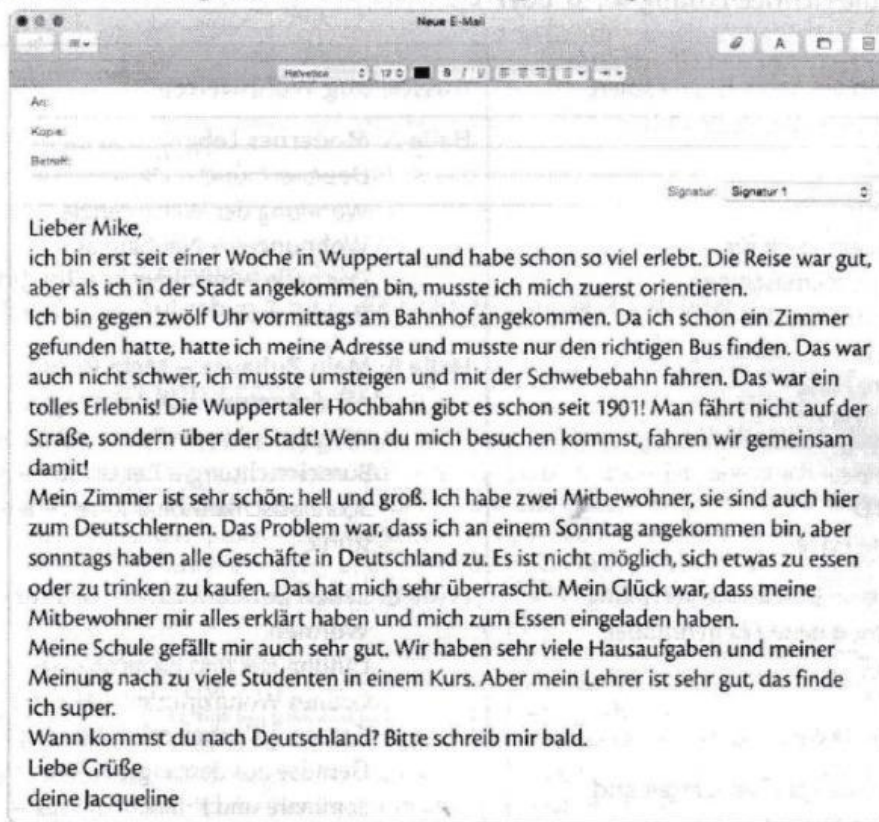 Neue E-Mail
Helvetica 12 B I U
An:
Kopie:
Betreff:
Signatur: Signatur 1
Lieber Mike,
ich bin erst seit einer Woche in Wuppertal und habe schon so viel erlebt. Die Reise war gut,
aber als ich in der Stadt angekommen bin, musste ich mich zuerst orientieren.
Ich bin gegen zwölf Uhr vormittags am Bahnhof angekommen. Da ich schon ein Zimmer
gefunden hatte, hatte ich meine Adresse und musste nur den richtigen Bus finden. Das war
auch nicht schwer, ich musste umsteigen und mit der Schwebebahn fahren. Das war ein
tolles Erlebnis! Die Wuppertaler Hochbahn gibt es schon seit 1901! Man fährt nicht auf der
Straße, sondern über der Stadt! Wenn du mich besuchen kommst, fahren wir gemeinsam
damit!
Mein Zimmer ist sehr schön: hell und groß. Ich habe zwei Mitbewohner, sie sind auch hier
zum Deutschlernen. Das Problem war, dass ich an einem Sonntag angekommen bin, aber
sonntags haben alle Geschäfte in Deutschland zu. Es ist nicht möglich, sich etwas zu essen
oder zu trinken zu kaufen. Das hat mich sehr überrascht. Mein Glück war, dass meine
Mitbewohner mir alles erklärt haben und mich zum Essen eingeladen haben.
Meine Schule gefällt mir auch sehr gut. Wir haben sehr viele Hausaufgaben und meiner
Meinung nach zu viele Studenten in einem Kurs. Aber mein Lehrer ist sehr gut, das finde
ich super.
Wann kommst du nach Deutschland? Bitte schreib mir bald.
Liebe Grüße
deine Jacqueline